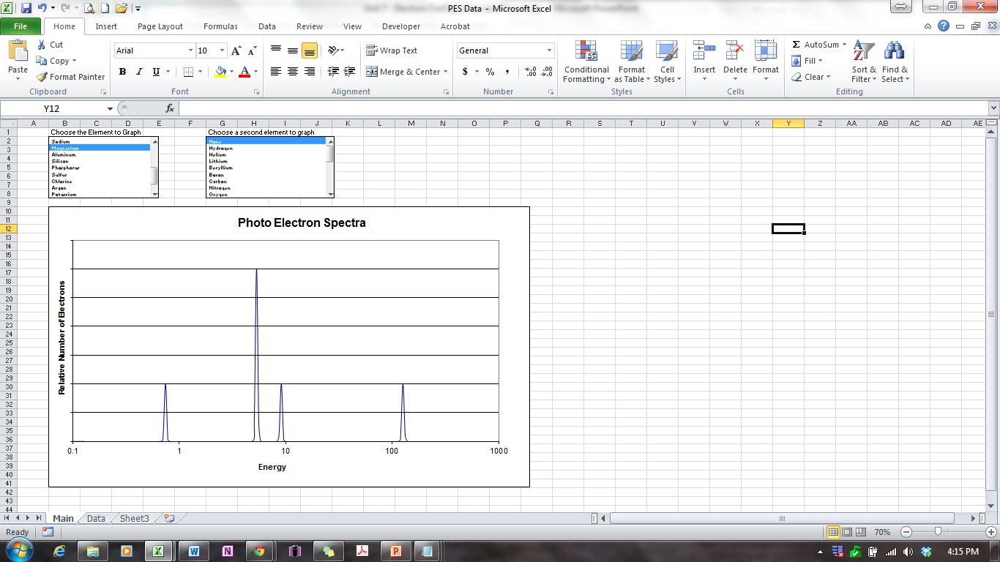 PES Data - Microsoft Excel
File Home Insert Page Layout Formulas Data Review View Developer Acrobat
Paste
Cut
Copy
Format Painter
Clipboard
Arial 10
B I U
A A
Font
Wrap Text
Merge & Center
Alignment
General
$ % ,
Number
Conditional Formatting
Format as Table
Cell Styles
Styles
Insert Delete Format
Cells
Σ AutoSum
Fill
Clear
Sort & Filter
Find & Select
Editing
Y12
fx
A B C D E F G H I J K L M N O P Q R S T U V W X Y Z AA AB AC AD AE
1
2
3
4
5
6
7
8
9
10
11
12
13
14
15
16
17
18
19
20
21
22
23
24
25
26
27
28
29
30
31
32
33
34
35
36
37
38
39
40
41
42
43
44
Choose the Element to Graph
Sodium
Magnesium
Aluminum
Silicon
Phosphorus
Sulfur
Chlorine
Argon
Potassium
Choose a second element to graph
None
Hydrogen
Helium
Lithium
Beryllium
Boron
Carbon
Nitrogen
Oxygen
Photo Electron Spectra
Relative Number of Electrons
0.1 1 10 100 1000
Energy
Main Data Sheet3
Ready
70%
4:15 PM